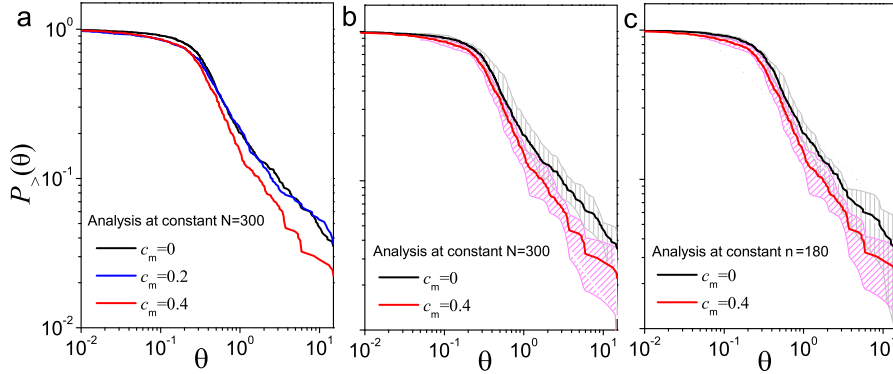 a
b
c
10^0
10^-1
10^-2
P_>(θ)
Analysis at constant N=300
c_m=0
c_m=0.2
c_m=0.4
10^-2 10^-1 10^0 10^1
θ
Analysis at constant N=300
c_m=0
c_m=0.4
10^-2 10^-1 10^0 10^1
θ
Analysis at constant n=180
c_m=0
c_m=0.4
10^-2 10^-1 10^0 10^1
θ